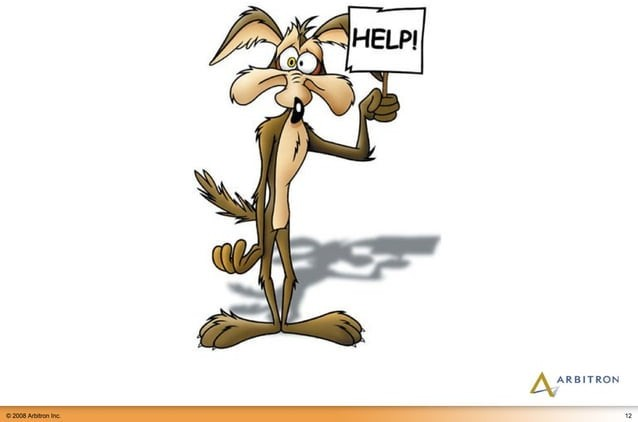 HELP!
ARBITRON
© 2008 Arbitron Inc.
12